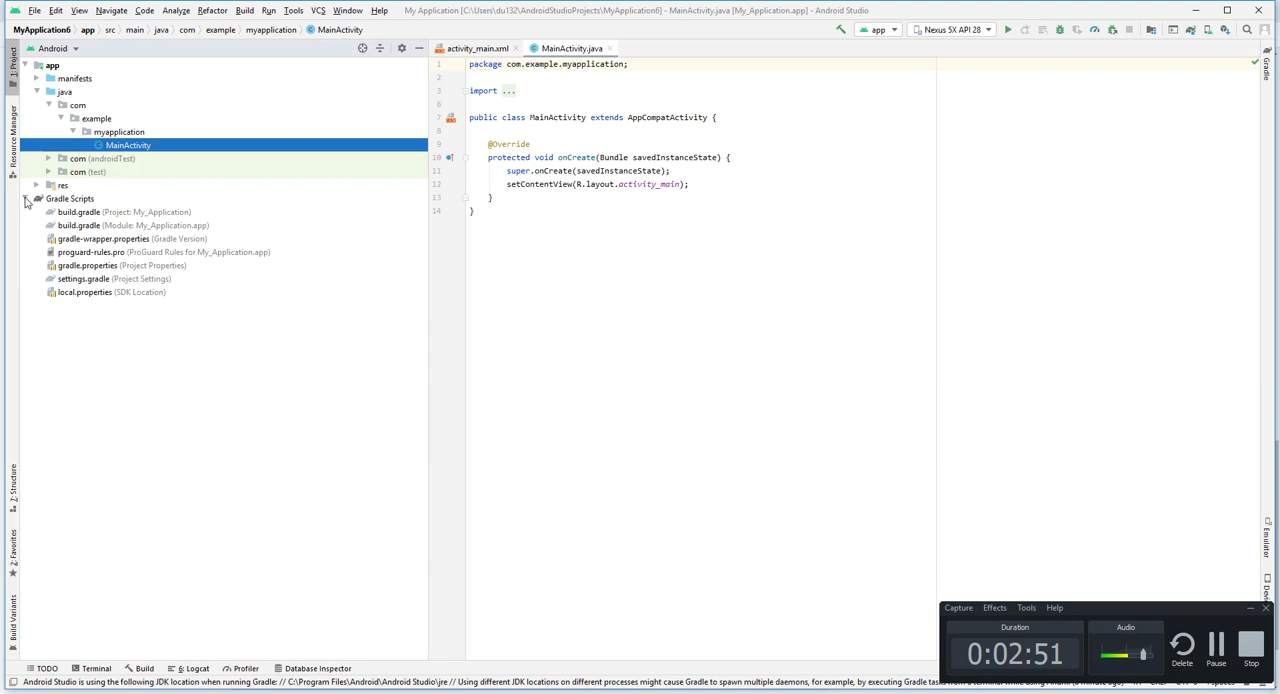 File Edit View Navigate Code Analyze Refactor Build Run Tools VCS Window Help My Application [C:\Users\du13Z\AndroidStudioProjects\MyApplication6] - MainActivity.java [My_Application.app] - Android Studio
MyApplication6 app src main java com example myapplication MainActivity app Nexus 5X API 28
Android activity_main.xml MainActivity.java
1: Project
Resource Manager
7: Structure
2: Favorites
Build Variants
app
manifests
java
com
example
myapplication
MainActivity
com (androidTest)
com (test)
res
Gradle Scripts
build.gradle (Project: My_Application)
build.gradle (Module: My_Application.app)
gradle-wrapper.properties (Gradle Version)
proguard-rules.pro (ProGuard Rules for My_Application.app)
gradle.properties (Project Properties)
settings.gradle (Project Settings)
local.properties (SDK Location)
1 package com.example.myapplication;
2
3 import ...
6
7 public class MainActivity extends AppCompatActivity {
8
9 @Override
10 protected void onCreate(Bundle savedInstanceState) {
11 super.onCreate(savedInstanceState);
12 setContentView(R.layout.activity_main);
13 }
14 }
Gradle
Emulator
Capture Effects Tools Help
Duration
0:02:51
Audio
Delete Pause Stop
TODO Terminal Build 6: Logcat Profiler Database Inspector
Android Studio is using the following JDK location when running Gradle: // C:\Program Files\Android\Android Studio\jre // Using different JDK locations on different processes might cause Gradle to spawn multiple daemons, for example, by executing Gradle